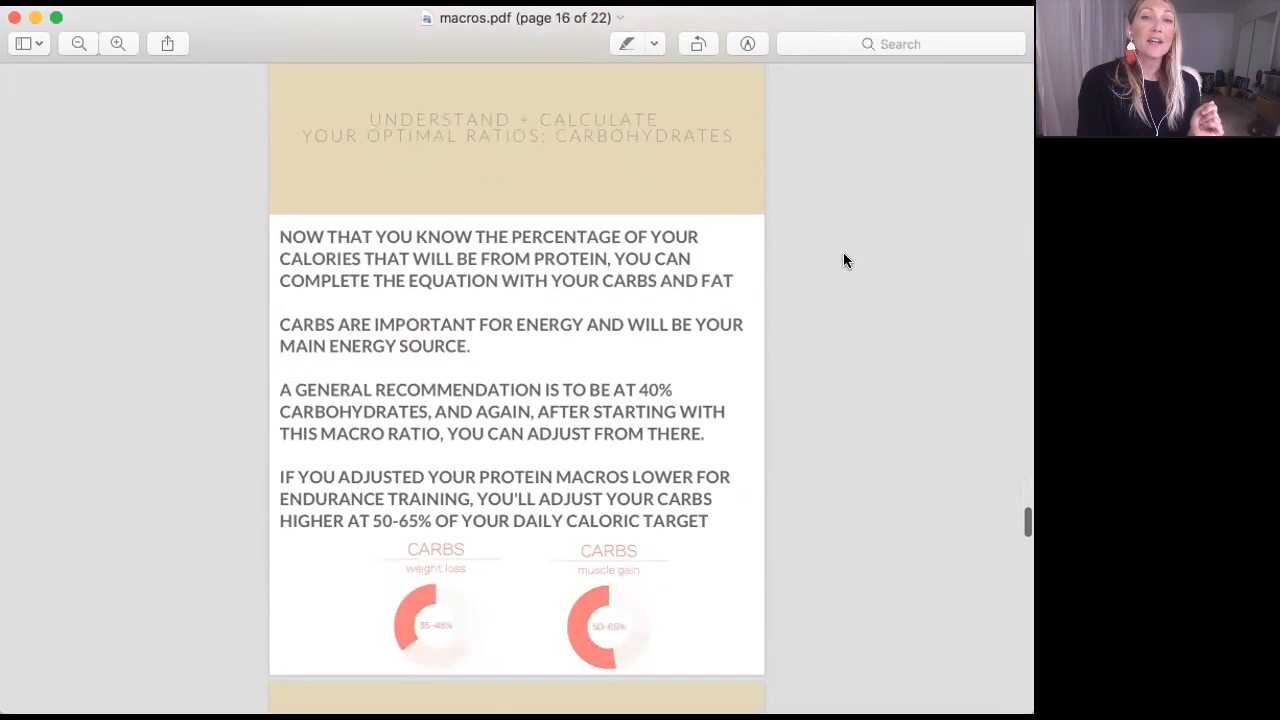 macros.pdf (page 16 of 22)
Search
UNDERSTAND + CALCULATE
YOUR OPTIMAL RATIOS: CARBOHYDRATES
NOW THAT YOU KNOW THE PERCENTAGE OF YOUR
CALORIES THAT WILL BE FROM PROTEIN, YOU CAN
COMPLETE THE EQUATION WITH YOUR CARBS AND FAT
CARBS ARE IMPORTANT FOR ENERGY AND WILL BE YOUR
MAIN ENERGY SOURCE.
A GENERAL RECOMMENDATION IS TO BE AT 40%
CARBOHYDRATES, AND AGAIN, AFTER STARTING WITH
THIS MACRO RATIO, YOU CAN ADJUST FROM THERE.
IF YOU ADJUSTED YOUR PROTEIN MACROS LOWER FOR
ENDURANCE TRAINING, YOU'LL ADJUST YOUR CARBS
HIGHER AT 50-65% OF YOUR DAILY CALORIC TARGET
CARBS
weight loss
CARBS
muscle gain
50-65%